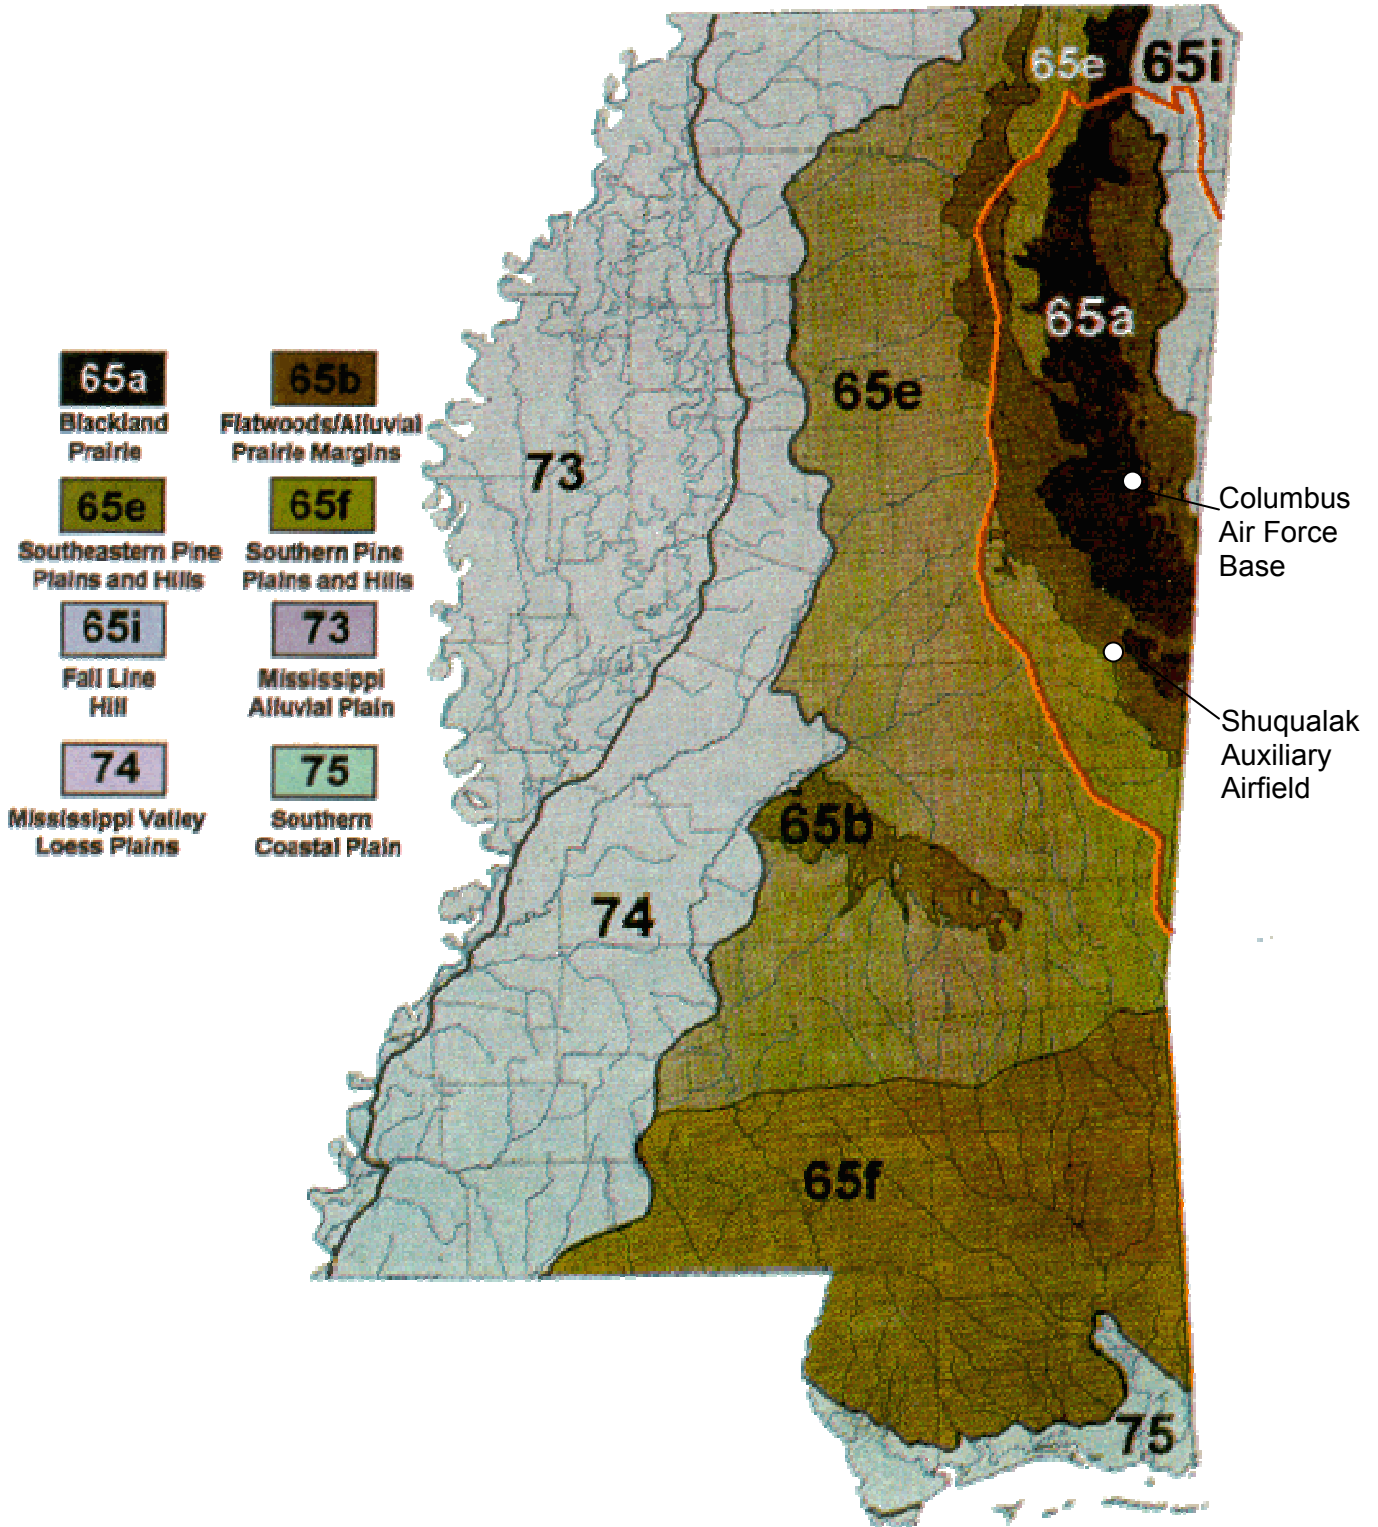 65e
65i
65a
65e
73
65a
65b
Blackland
Prairie
Flatwoods/Alluvial
Prairie Margins
65e
65f
Southeastern Pine
Plains and Hills
Southern Pine
Plains and Hills
65i
73
Fall Line
Hill
Mississippi
Alluvial Plain
74
75
Mississippi Valley
Loess Plains
Southern
Coastal Plain
Columbus
Air Force
Base
Shuqualak
Auxiliary
Airfield
65b
74
65f
75